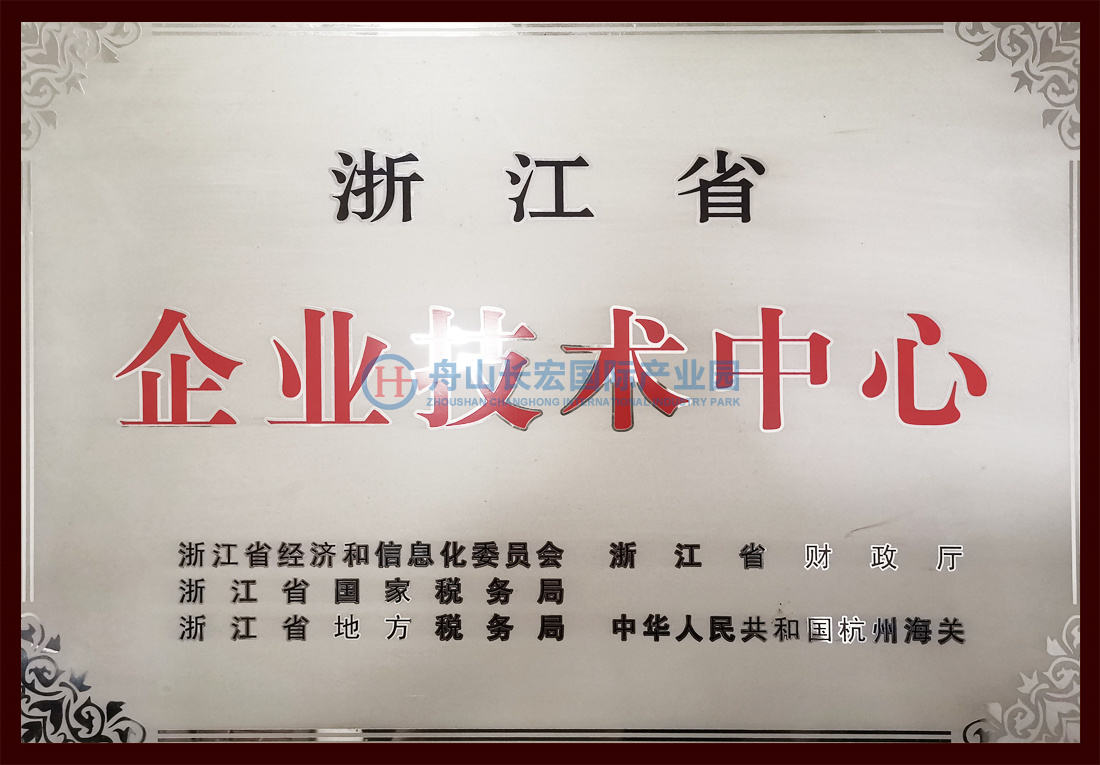 浙江省
企业技术中心
舟山长宏国际产业园
ZHOUSHAN CHANGHONG INTERNATIONAL INDUSTRY PARK
浙江省经济和信息化委员会 浙江省财政厅
浙江省国家税务局
浙江省地方税务局 中华人民共和国杭州海关